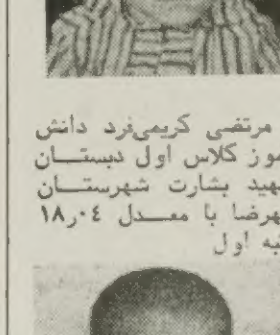 مرتضی کریمی‌فرد دانش
موز کلاس اول دبستان
هید بشارت شهرستان
هرضا با معدل ۱۸٫۰۴
به اول